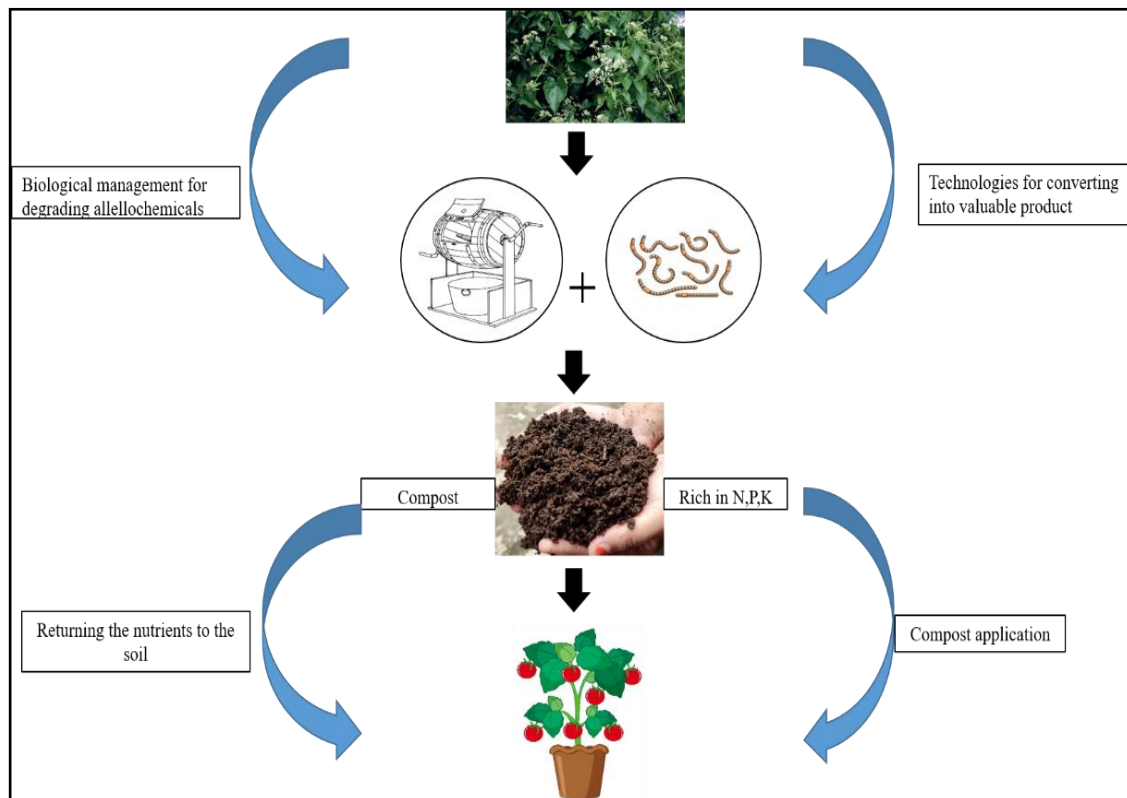 Biological management for
degrading allellochemicals
Technologies for converting
into valuable product
+
Compost
Rich in N,P,K
Returning the nutrients to the
soil
Compost application